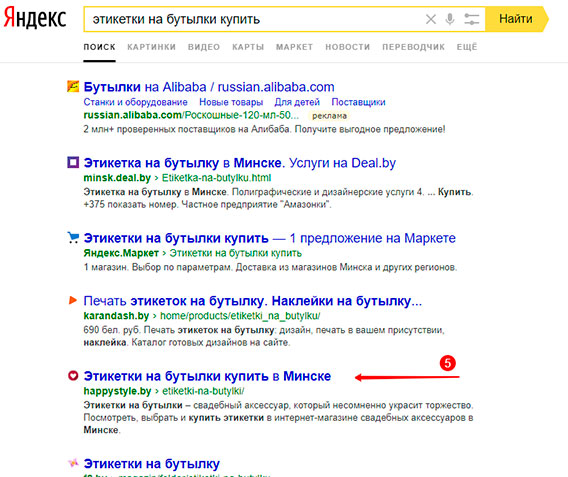 Яндекс
этикетки на бутылки купить
Найти
ПОИСК КАРТИНКИ ВИДЕО КАРТЫ МАРКЕТ НОВОСТИ ПЕРЕВОДЧИК ЕЩЁ
Бутылки на Alibaba / russian.alibaba.com
Станки и оборудование Новые товары Для детей Поставщики
russian.alibaba.com/Роскошные-120-мл-50... реклама
2 млн+ проверенных поставщиков на Алибаба. Получите выгодное предложение!
Этикетка на бутылку в Минске. Услуги на Deal.by
minsk.deal.by › Etiketka-na-butylku.html
Этикетка на бутылку в Минске. Полиграфические и дизайнерские услуги 4. ... Купить.
+375 показать номер. Частное предприятие "Амазонки".
Этикетки на бутылки купить — 1 предложение на Маркете
Яндекс.Маркет › Этикетки на бутылки купить
1 магазин. Выбор по параметрам. Доставка из магазинов Минска и других регионов.
Печать этикеток на бутылку. Наклейки на бутылку...
karandash.by › home/products/etiketki_na_butylku/
690 бел. руб. Печать этикеток на бутылку: дизайн, печать в вашем присутствии,
наклейка. Каталог готовых дизайнов на сайте.
Этикетки на бутылки купить в Минске
5
happystyle.by › etiketki-na-butylki/
Этикетки на бутылки – свадебный аксессуар, который несомненно украсит торжество.
Посмотреть, выбрать и купить этикетки в интернет-магазине свадебных аксессуаров в
Минске.
Этикетки на бутылку